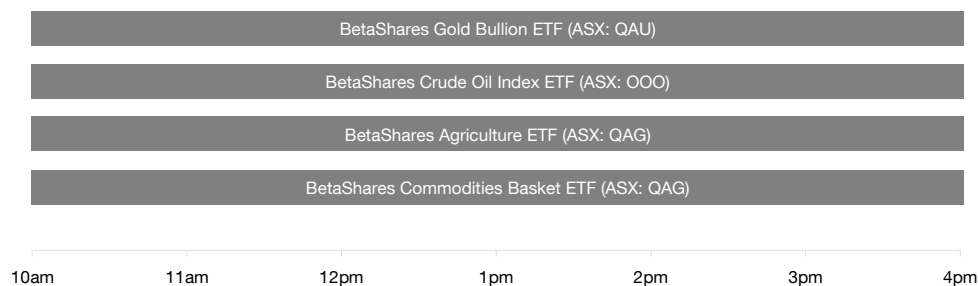 BetaShares Gold Bullion ETF (ASX: QAU)
BetaShares Crude Oil Index ETF (ASX: OOO)
BetaShares Agriculture ETF (ASX: QAG)
BetaShares Commodities Basket ETF (ASX: QAG)
10am 11am 12pm 1pm 2pm 3pm 4pm